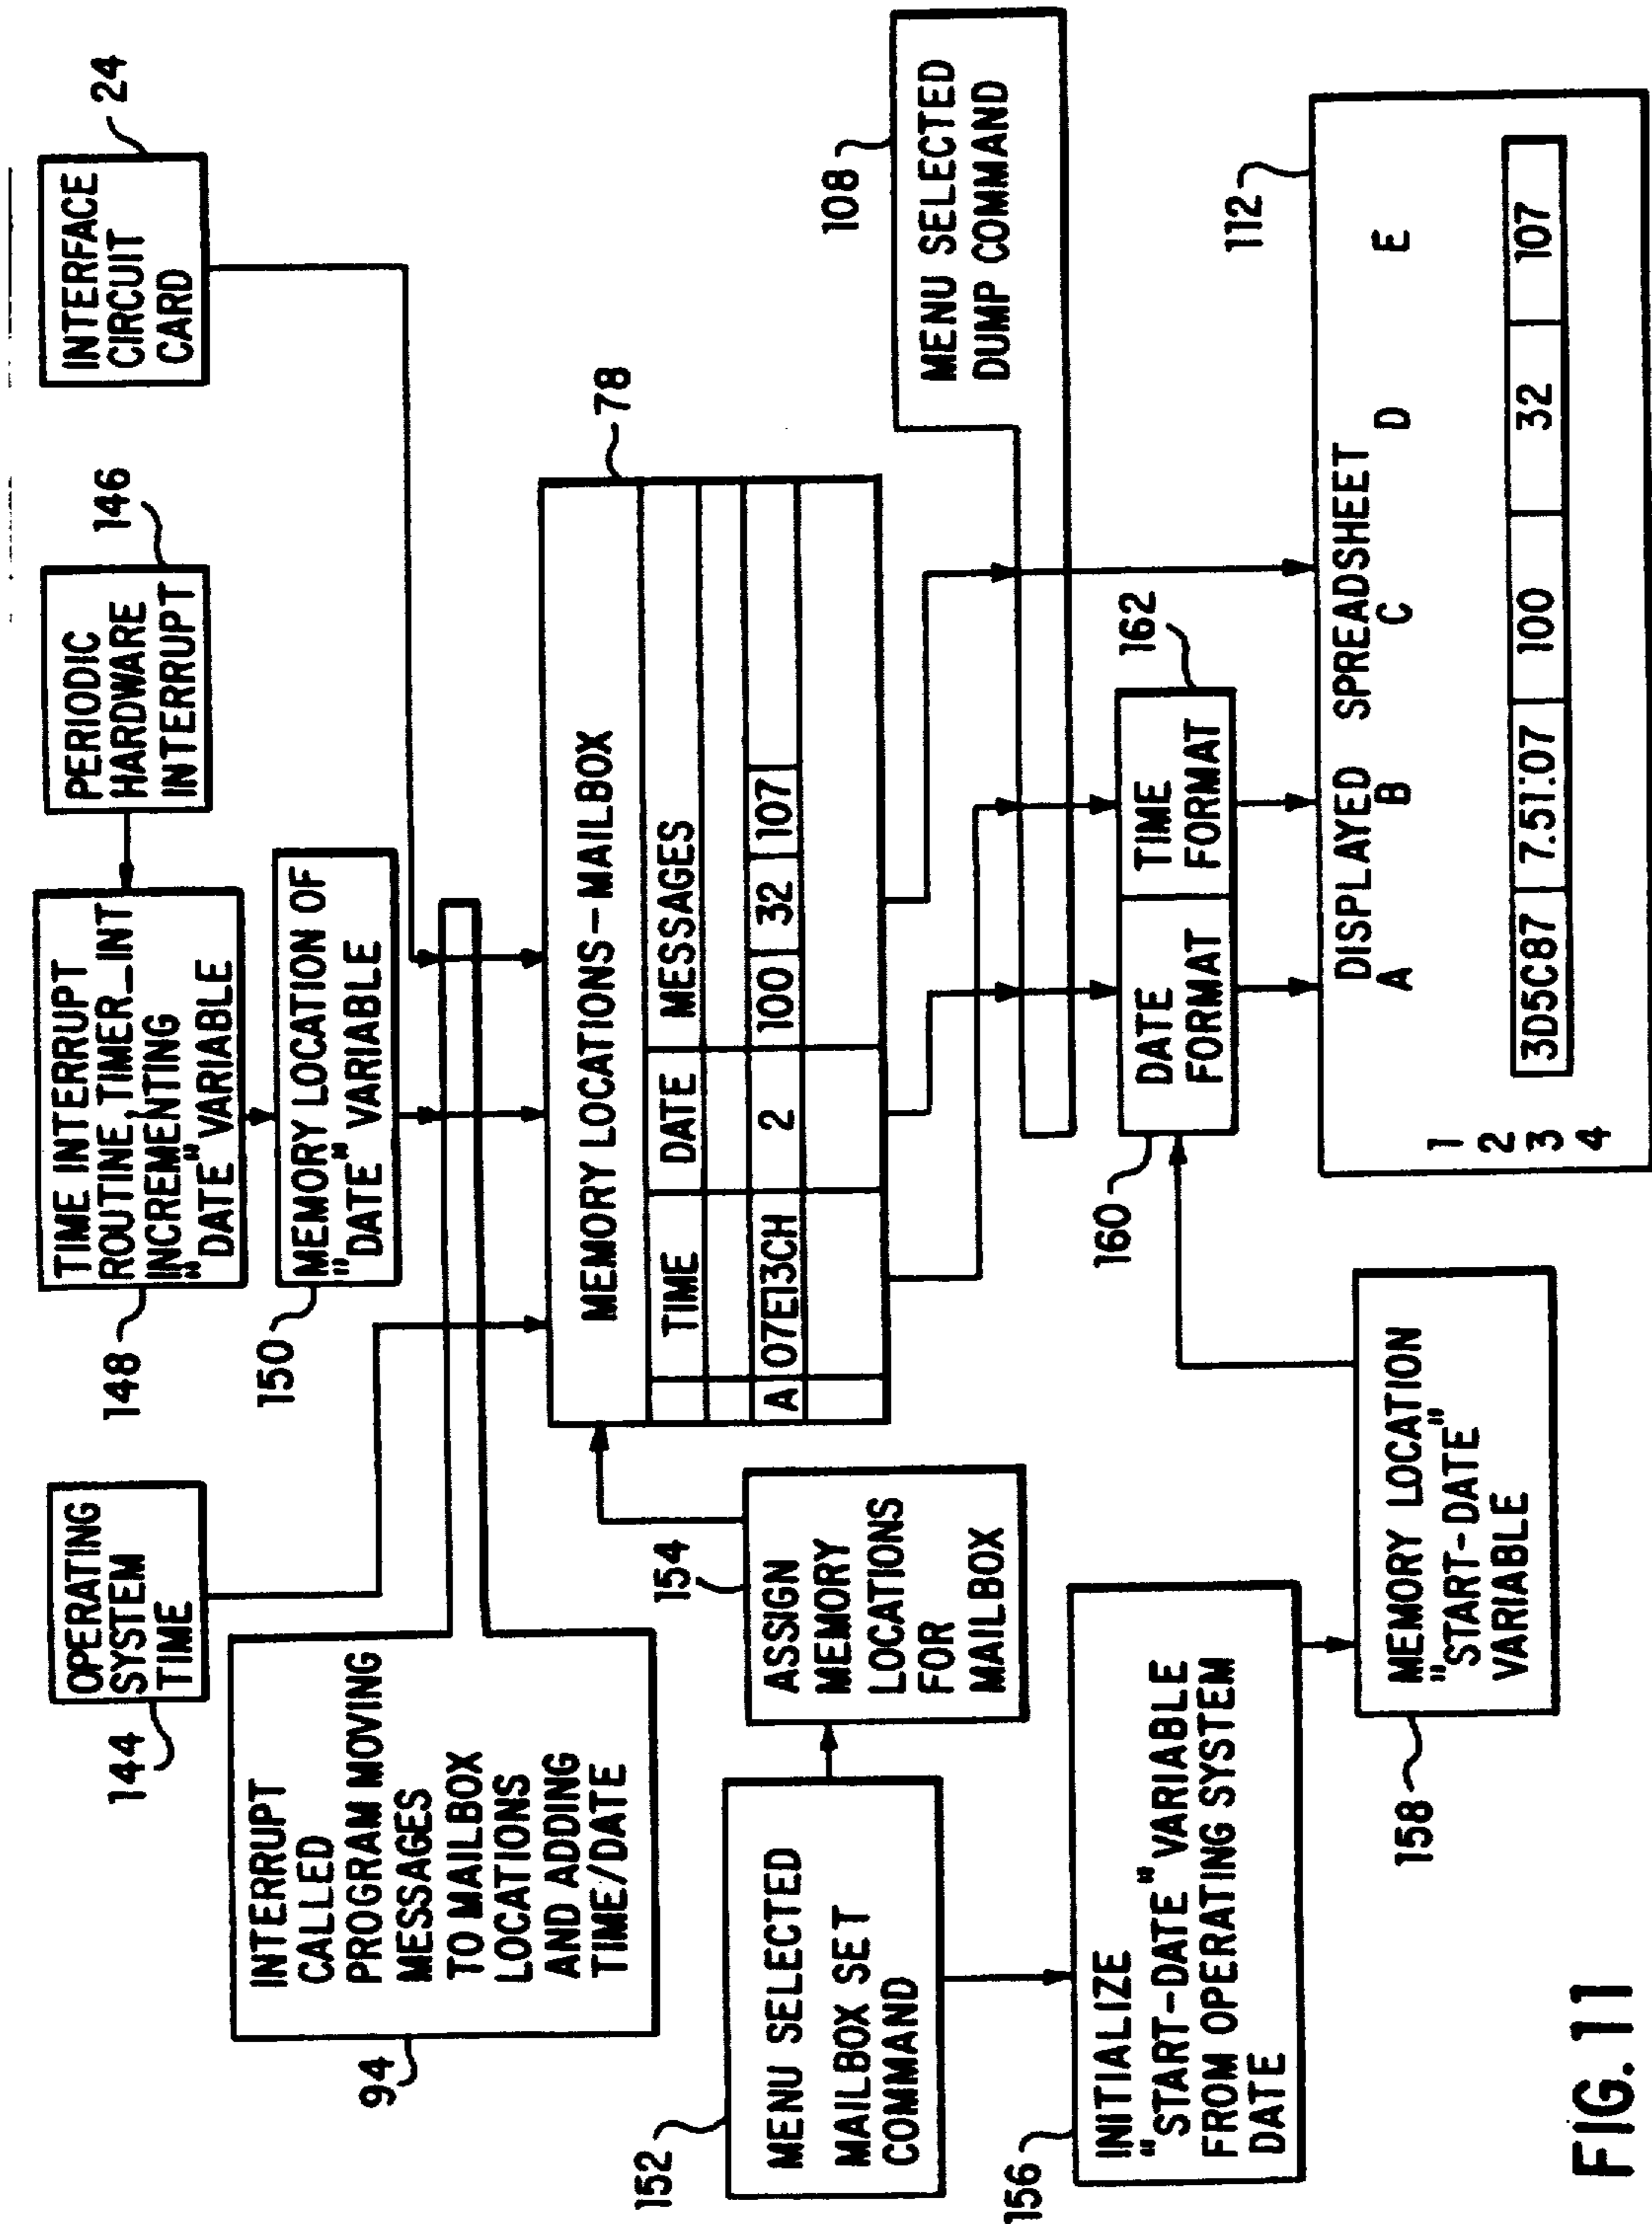 OPERATING
SYSTEM
TIME
144
TIME INTERRUPT
ROUTINE, TIMER_INT
INCREMENTING
"DATE" VARIABLE
148
PERIODIC
HARDWARE
INTERRUPT
146
INTERFACE
CIRCUIT
CARD
24
MEMORY LOCATION OF
"DATE" VARIABLE
150
INTERRUPT
CALLED
PROGRAM MOVING
MESSAGES
TO MAILBOX
LOCATIONS
AND ADDING
TIME/DATE
94
MEMORY LOCATIONS-MAILBOX
78
TIME DATE MESSAGES
A 07E13CH 2 100 32 107
MENU SELECTED
MAILBOX SET
COMMAND
152
ASSIGN
MEMORY
LOCATIONS
FOR
MAILBOX
154
MENU SELECTED
DUMP COMMAND
108
INITIALIZE
"START-DATE" VARIABLE
FROM OPERATING SYSTEM
DATE
156
MEMORY LOCATION
"START-DATE"
VARIABLE
158
DATE
FORMAT
160
TIME
FORMAT
162
DISPLAYED SPREADSHEET
112
A B C D E
1
2
3 3D5C87 7.51:07 100 32 107
4
FIG. 11